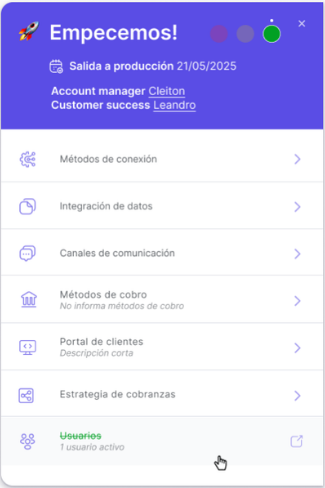 Empecemos!
Salida a producción 21/05/2025
Account manager Cleiton
Customer success Leandro
Métodos de conexión
Integración de datos
Canales de comunicación
Métodos de cobro
No informa métodos de cobro
Portal de clientes
Descripción corta
Estrategia de cobranzas
Usuarios
1 usuario activo